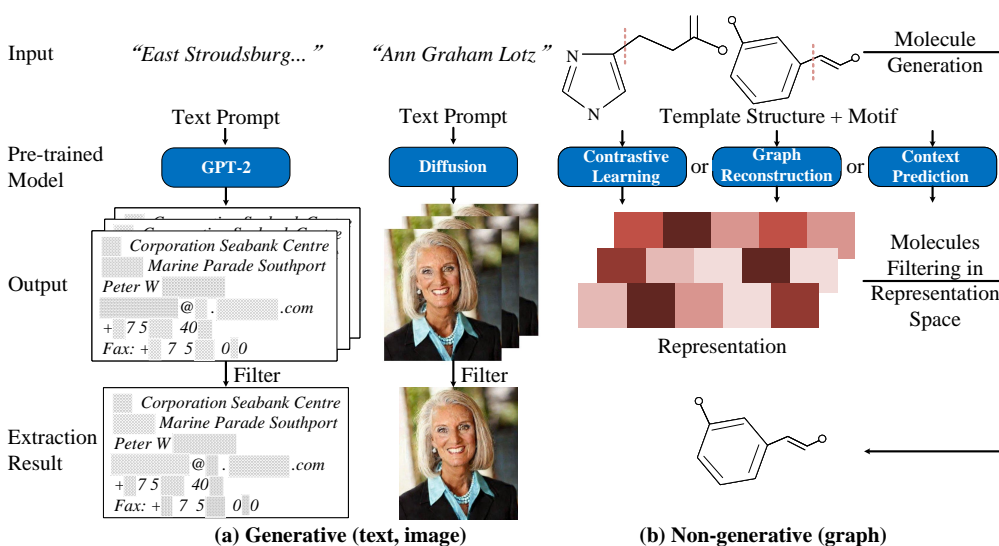 Input
“East Stroudsburg... ”
“Ann Graham Lotz ”
N
N
Molecule
Generation
Text Prompt
Text Prompt
Template Structure + Motif
Pre-trained
Model
GPT-2
Diffusion
Contrastive
Learning
or
Graph
Reconstruction
or
Context
Prediction
Output
Corporation Seabank Centre
Marine Parade Southport
Peter W
@ . .com
+ 7 5 40
Fax: + 7 5 0 0
Representation
Molecules
Filtering in
Representation
Space
Filter
Filter
Extraction
Result
Corporation Seabank Centre
Marine Parade Southport
Peter W
@ . .com
+ 7 5 40
Fax: + 7 5 0 0
(a) Generative (text, image)
(b) Non-generative (graph)